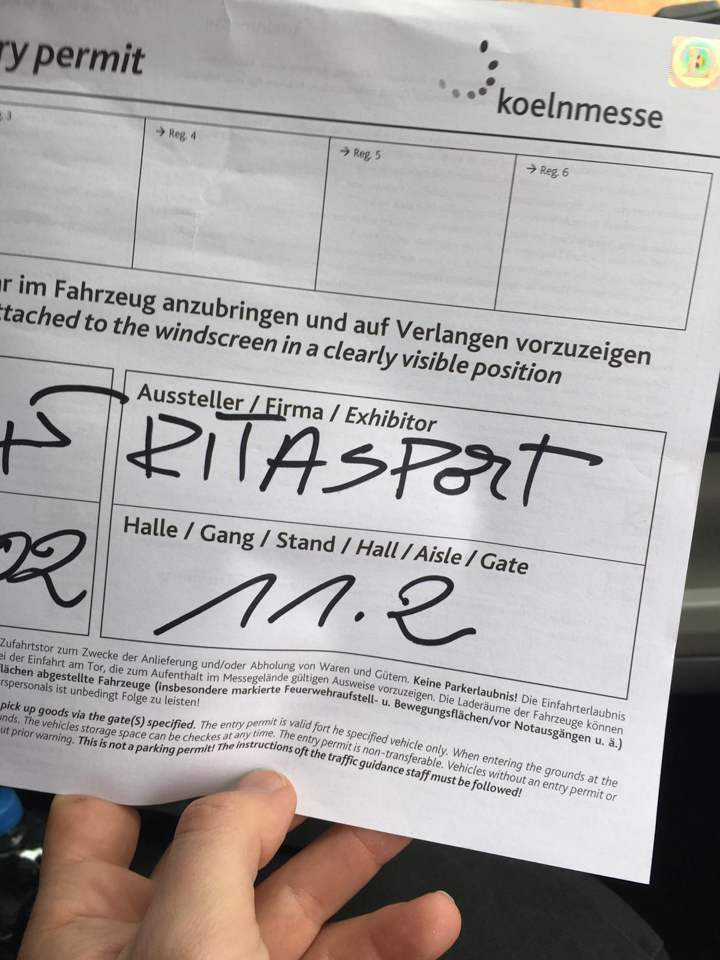 ry permit
koelnmesse
E
3
→ Reg. 4
→ Reg. 5
→ Reg. 6
r im Fahrzeug anzubringen und auf Verlangen vorzuzeigen
ttached to the windscreen in a clearly visible position
Aussteller / Firma / Exhibitor
RITASPORT
Halle / Gang / Stand / Hall / Aisle / Gate
02
11.2
Zufahrtstor zum Zwecke der Anlieferung und/oder Abholung von Waren und Gütern. Keine Parkerlaubnis! Die Einfahrterlaubnis
ei der Einfahrt am Tor, die zum Aufenthalt im Messegelände gültigen Ausweise vorzuzeigen. Die Laderäume der Fahrzeuge können
lächen abgestellte Fahrzeuge (insbesondere markierte Feuerwehraufstell- u. Bewegungsflächen/vor Notausgängen u. ä.)
rspersonals ist unbedingt Folge zu leisten!
pick up goods via the gate(S) specified. The entry permit is valid fort he specified vehicle only. When entering the grounds at the
nds. The vehicles storage space can be checkes at any time. The entry permit is non-transferable. Vehicles without an entry permit or
ut prior warning. This is not a parking permit! The instructions oft the traffic guidance staff must be followed!